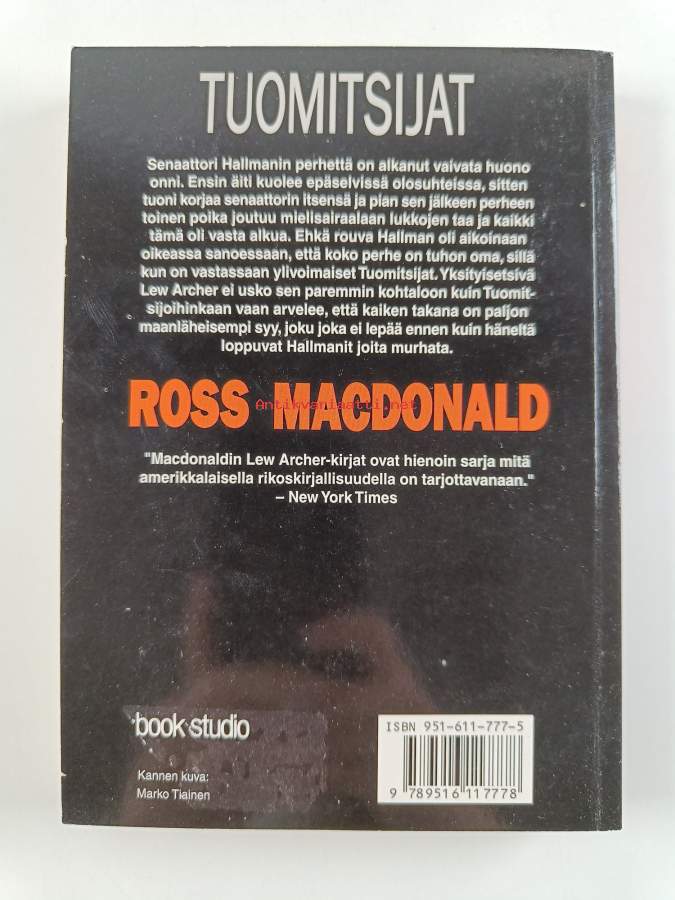 TUOMITSIJAT
Senaattori Hallmanin perhettä on alkanut vaivata huono
onni. Ensin äiti kuolee epäselvissä olosuhteissa, sitten
tuoni korjaa senaattorin itsensä ja pian sen jälkeen perheen
toinen poika joutuu mielisairaalaan lukkojen taa ja kaikki
tämä oli vasta alkua. Ehkä rouva Hallman oli aikoinaan
oikeassa sanoessaan, että koko perhe on tuhon oma, sillä
kun on vastassaan ylivoimaiset Tuomitsijat. Yksityisetsivä
Lew Archer ei usko sen paremmin kohtaloon kuin Tuomit-
sijoihinkaan vaan arvelee, että kaiken takana on paljon
maanläheisempi syy, joku joka ei lepää ennen kuin häneltä
loppuvat Hallmanit joita murhata.
ROSS MACDONALD
Antikvariaatti.net
"Macdonaldin Lew Archer-kirjat ovat hienoin sarja mitä
amerikkalaisella rikoskirjallisuudella on tarjottavanaan."
– New York Times
book studio
Kannen kuva:
Marko Tiainen
ISBN 951-611-777-5
9 789516 117778